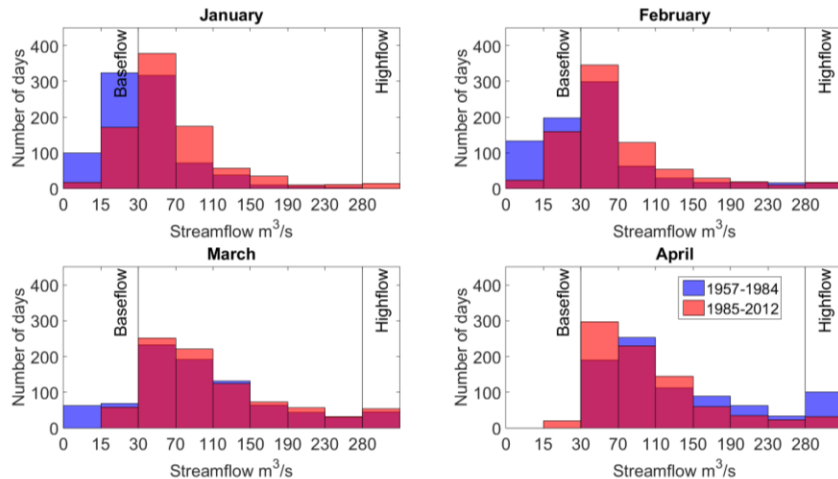 January
February
Number of days
400
300
200
100
0
Baseflow
Highflow
0 15 30 70 110 150 190 230 280
Streamflow m³/s
Number of days
400
300
200
100
0
Baseflow
Highflow
0 15 30 70 110 150 190 230 280
Streamflow m³/s
March
April
Number of days
400
300
200
100
0
Baseflow
Highflow
0 15 30 70 110 150 190 230 280
Streamflow m³/s
Number of days
400
300
200
100
0
Baseflow
Highflow
1957-1984
1985-2012
0 15 30 70 110 150 190 230 280
Streamflow m³/s